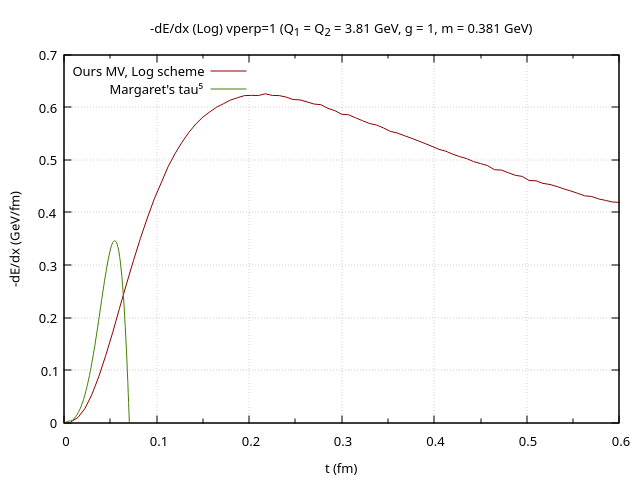 -dE/dx (Log) vperp=1 (Q₁ = Q₂ = 3.81 GeV, g = 1, m = 0.381 GeV)
Ours MV, Log scheme
Margaret's tau⁵
0.7
0.6
0.5
0.4
0.3
0.2
0.1
0
-dE/dx (GeV/fm)
0 0.1 0.2 0.3 0.4 0.5 0.6
t (fm)